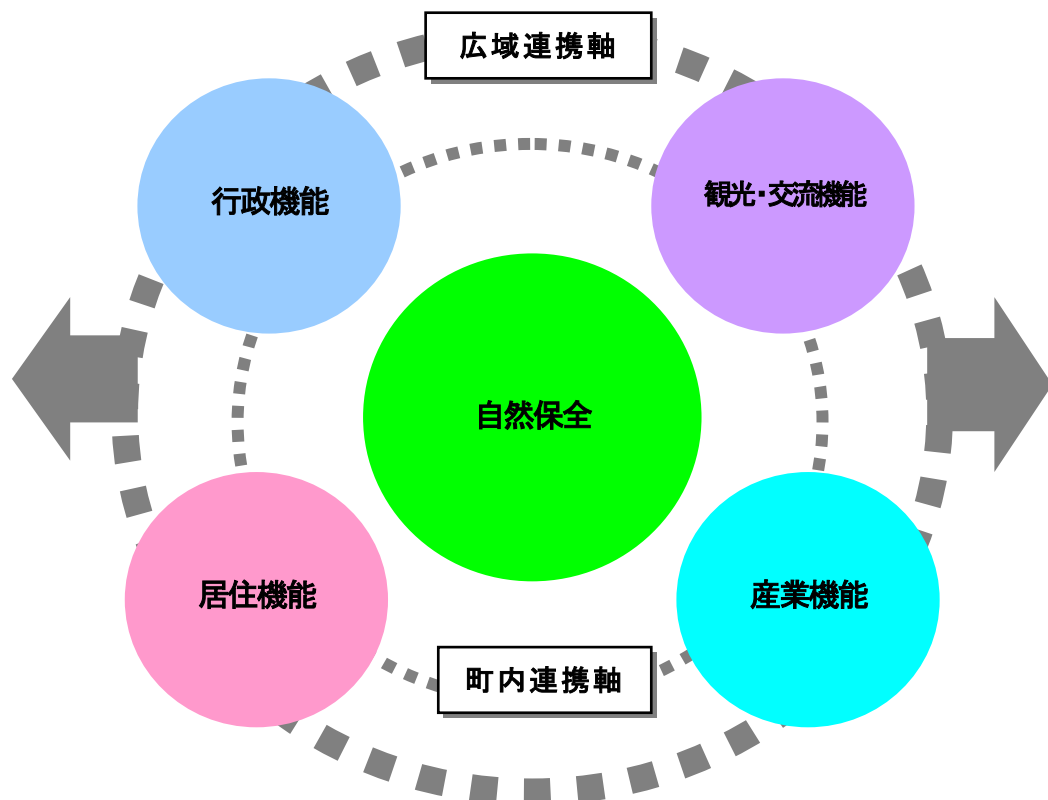 広域連携軸
行政機能
観光・交流機能
自然保全
居住機能
産業機能
町内連携軸